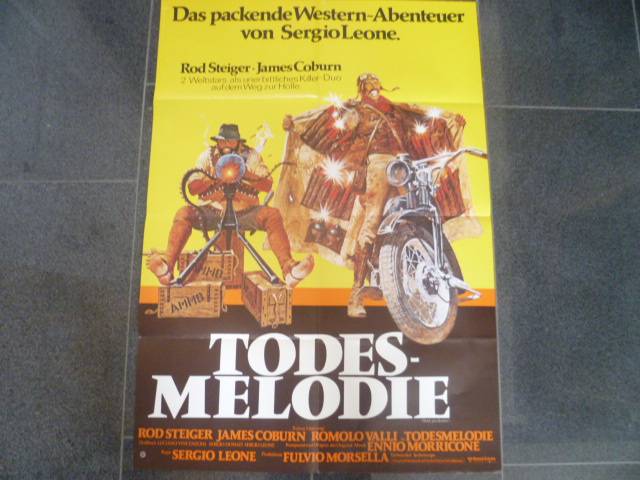 Das packende Western-Abenteuer
von Sergio Leone.
Rod Steiger - James Coburn
2 Weltstars als unerbittliches Killer-Duo
auf dem Weg zur Hölle.
AMMO
TODES-
MELODIE
ROD STEIGER JAMES COBURN ROMOLO VALLI TODESMELODIE
ENNIO MORRICONE
SERGIO LEONE FULVIO MORSELLA